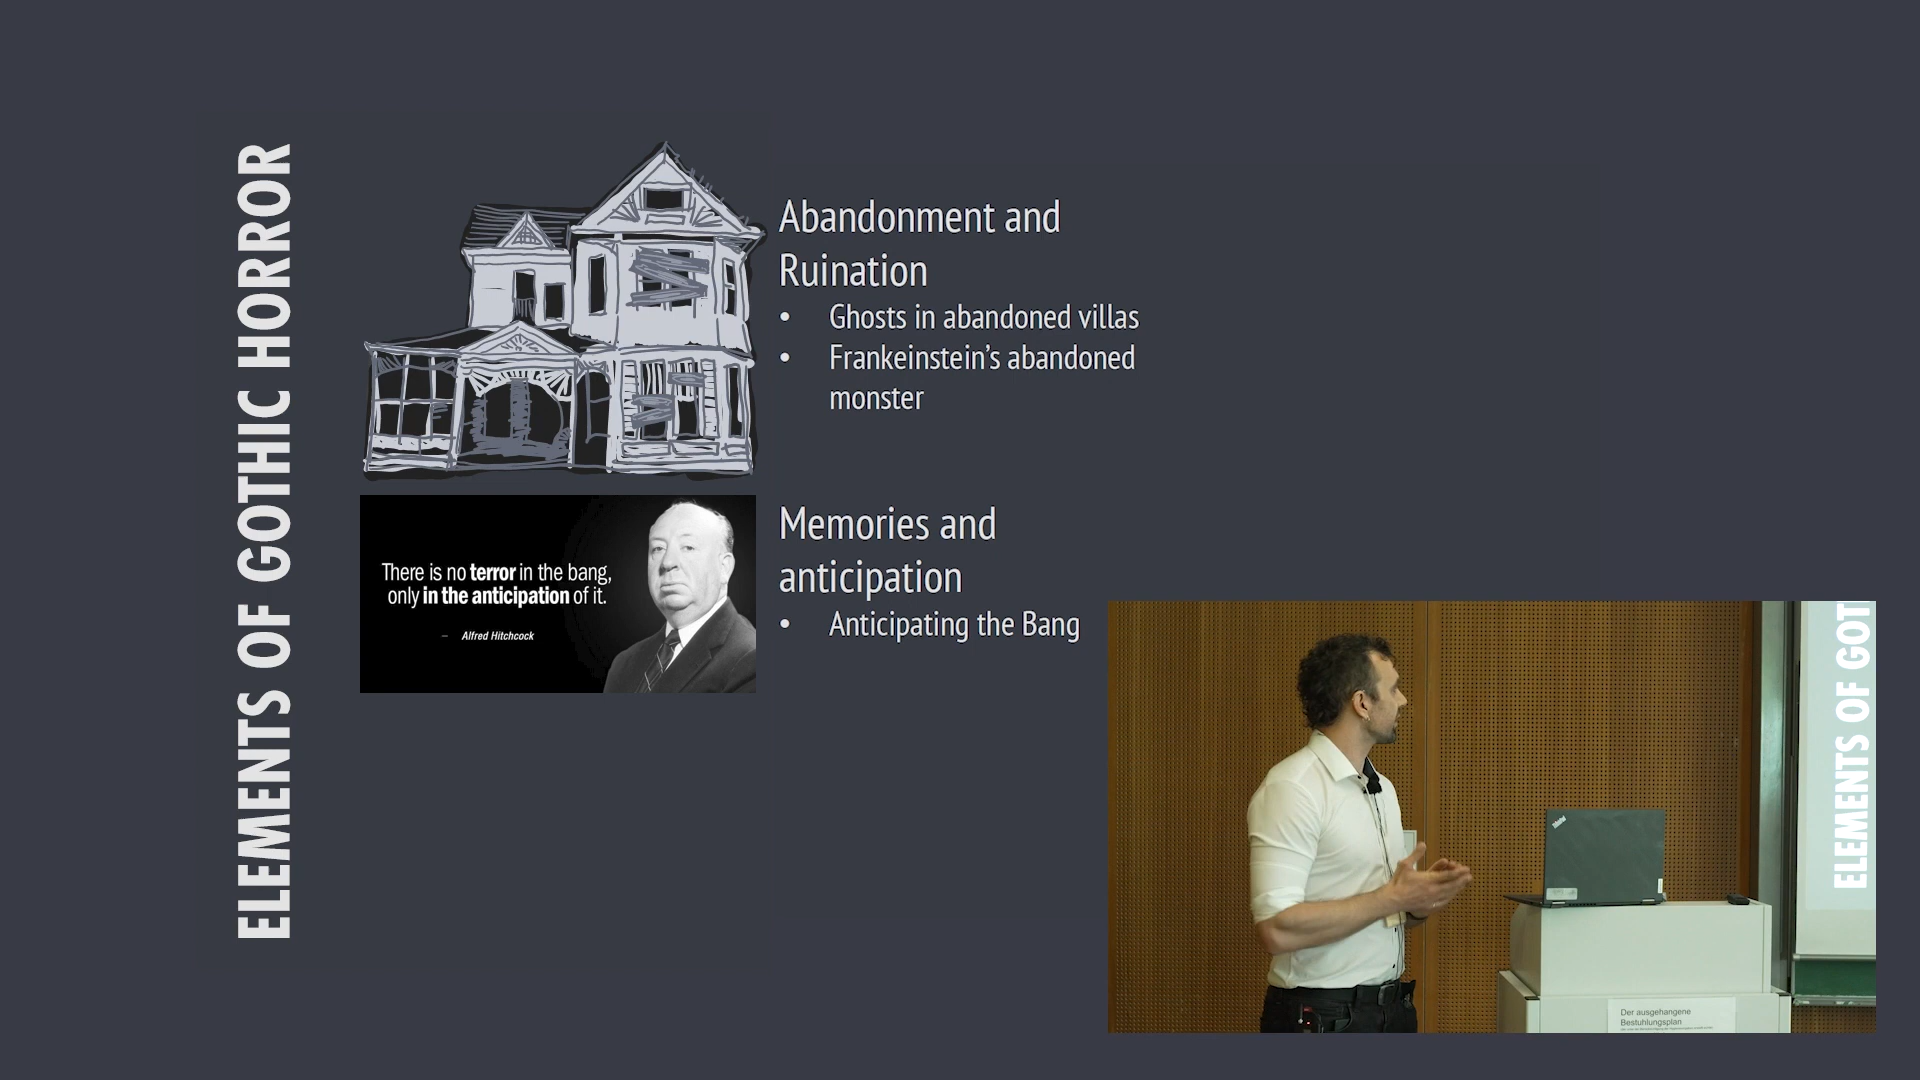 ELEMENTS OF GOTHIC HORROR
Abandonment and
Ruination
• Ghosts in abandoned villas
• Frankeinstein’s abandoned
monster
There is no terror in the bang,
only in the anticipation of it.
– Alfred Hitchcock
Memories and
anticipation
• Anticipating the Bang
ELEMENTS OF GOT
ThinkPad
Der ausgehangene
Bestuhlungsplan